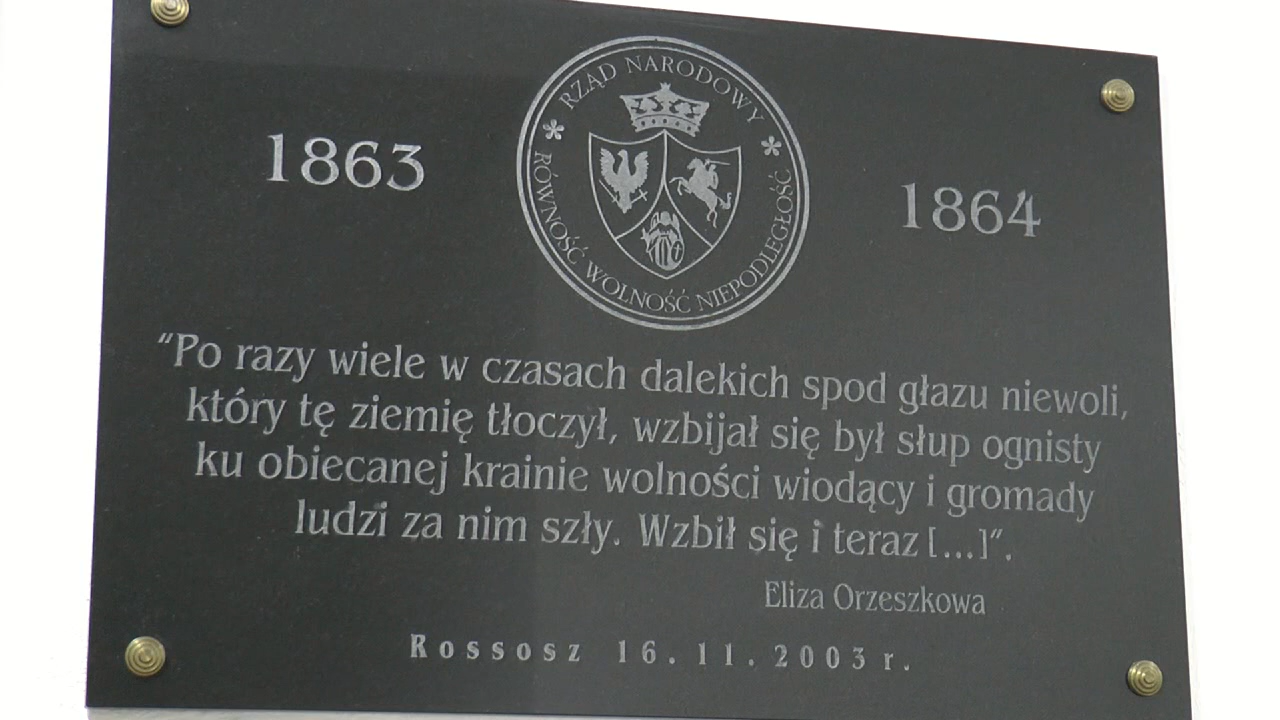 RZĄD NARODOWY
RÓWNOŚĆ WOLNOŚĆ NIEPODLEGŁOŚĆ
1863
1864
“Po razy wiele w czasach dalekich spod głazu niewoli,
który tę ziemię tłoczył, wzbijał się był słup ognisty
ku obiecanej krainie wolności wiodący i gromady
ludzi za nim szły. Wzbił się i teraz [...]”.
Eliza Orzeszkowa
Rossosz 16.11.2003 r.